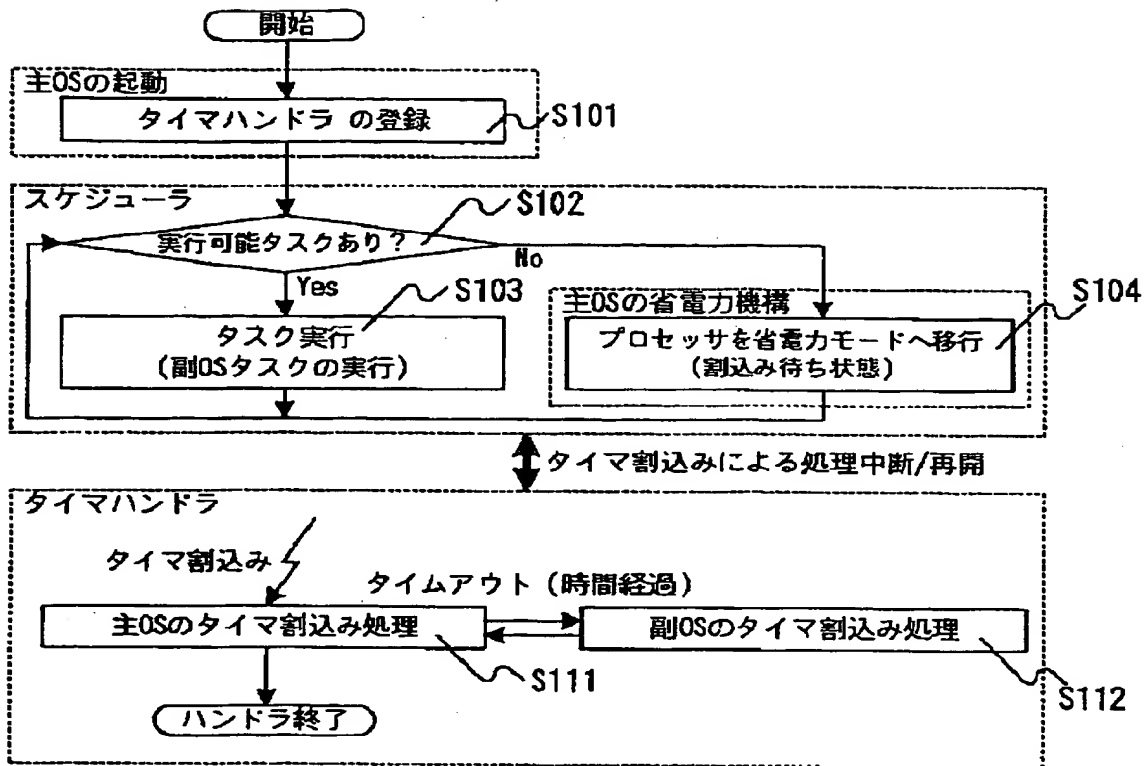 開始
主OSの起動
タイマハンドラ の登録
S101
スケジューラ
S102
実行可能タスクあり?
No
Yes
S103
S104
主OSの省電力機構
タスク実行
(副OSタスクの実行)
プロセッサを省電力モードへ移行
(割込み待ち状態)
タイマ割込みによる処理中断/再開
タイマハンドラ
タイマ割込み
タイムアウト(時間経過)
主OSのタイマ割込み処理
副OSのタイマ割込み処理
S111
S112
ハンドラ終了